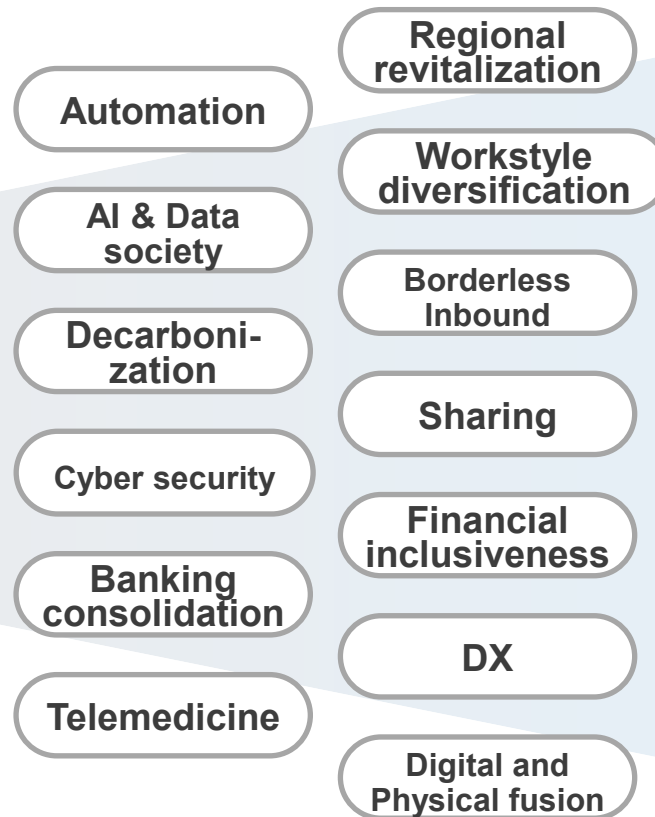 Automation
AI & Data
society
Decarboni-
zation
Cyber security
Banking
consolidation
Telemedicine
Regional
revitalization
Workstyle
diversification
Borderless
Inbound
Sharing
Financial
inclusiveness
DX
Digital and
Physical fusion